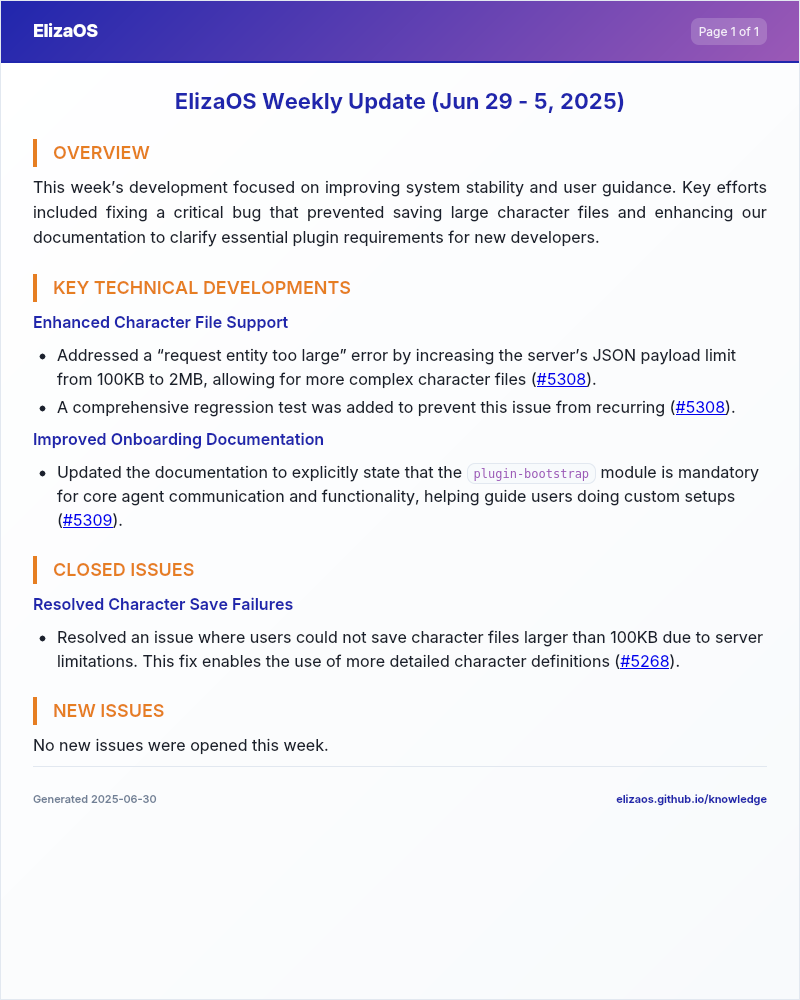 ElizaOS
Page 1 of 1
ElizaOS Weekly Update (Jun 29 - 5, 2025)
OVERVIEW
This week’s development focused on improving system stability and user guidance. Key efforts
included fixing a critical bug that prevented saving large character files and enhancing our
documentation to clarify essential plugin requirements for new developers.
KEY TECHNICAL DEVELOPMENTS
Enhanced Character File Support
• Addressed a “request entity too large” error by increasing the server’s JSON payload limit
from 100KB to 2MB, allowing for more complex character files (#5308).
• A comprehensive regression test was added to prevent this issue from recurring (#5308).
Improved Onboarding Documentation
• Updated the documentation to explicitly state that the plugin-bootstrap module is mandatory
for core agent communication and functionality, helping guide users doing custom setups
(#5309).
CLOSED ISSUES
Resolved Character Save Failures
• Resolved an issue where users could not save character files larger than 100KB due to server
limitations. This fix enables the use of more detailed character definitions (#5268).
NEW ISSUES
No new issues were opened this week.
Generated 2025-06-30
elizaos.github.io/knowledge